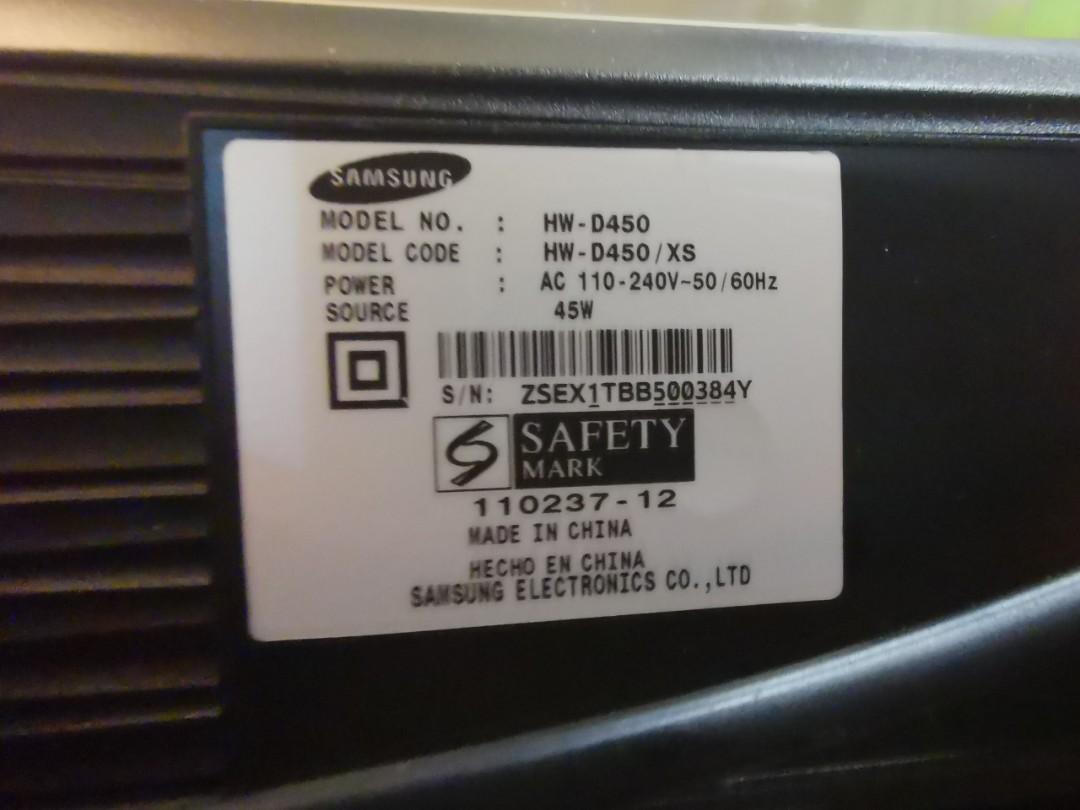 SAMSUNG
MODEL NO. : HW-D450
MODEL CODE : HW-D450/XS
POWER : AC 110-240V~50/60Hz
SOURCE 45W
S/N: ZSEX1TBB500384Y
SAFETY
MARK
110237-12
MADE IN CHINA
HECHO EN CHINA
SAMSUNG ELECTRONICS CO.,LTD